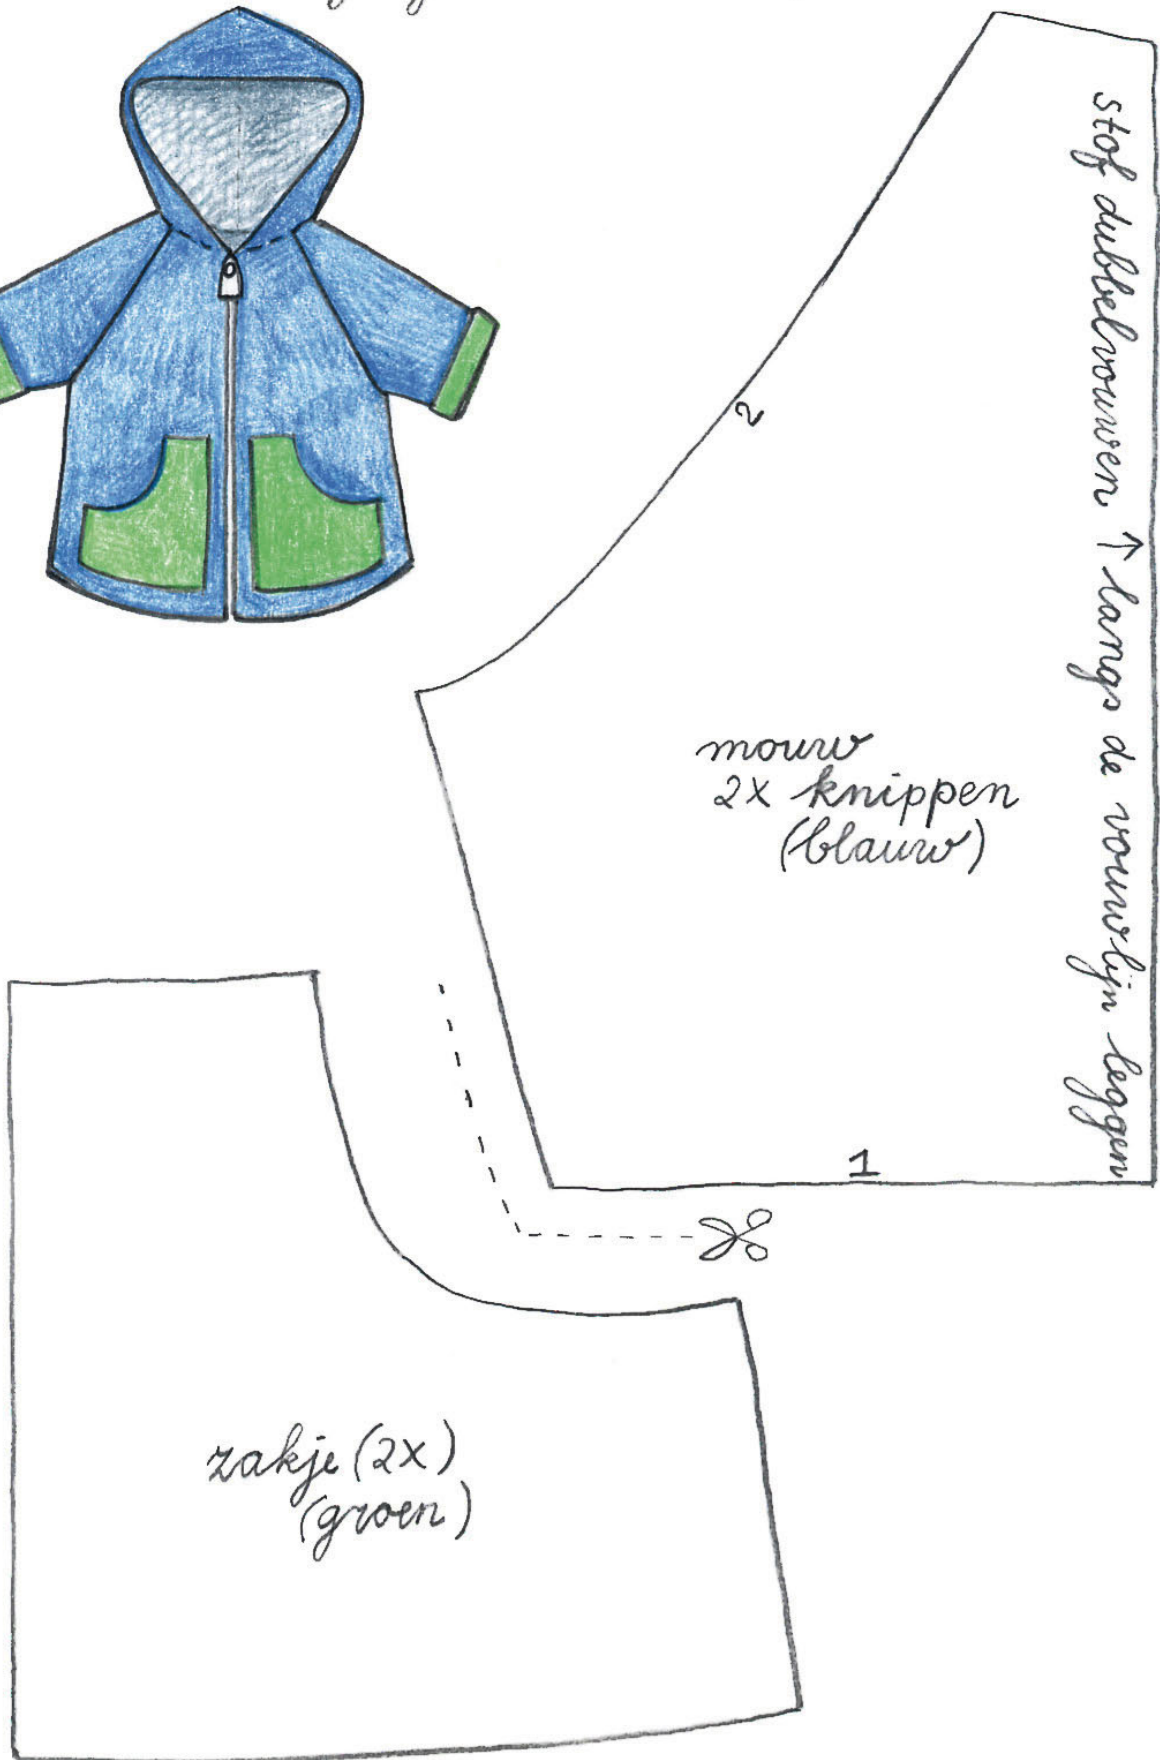 2
stof dubbelvouwen ↑ langs de vouwlijn leggen
mouw
2x knippen
(blauw)
1
zakje (2x)
(groen)